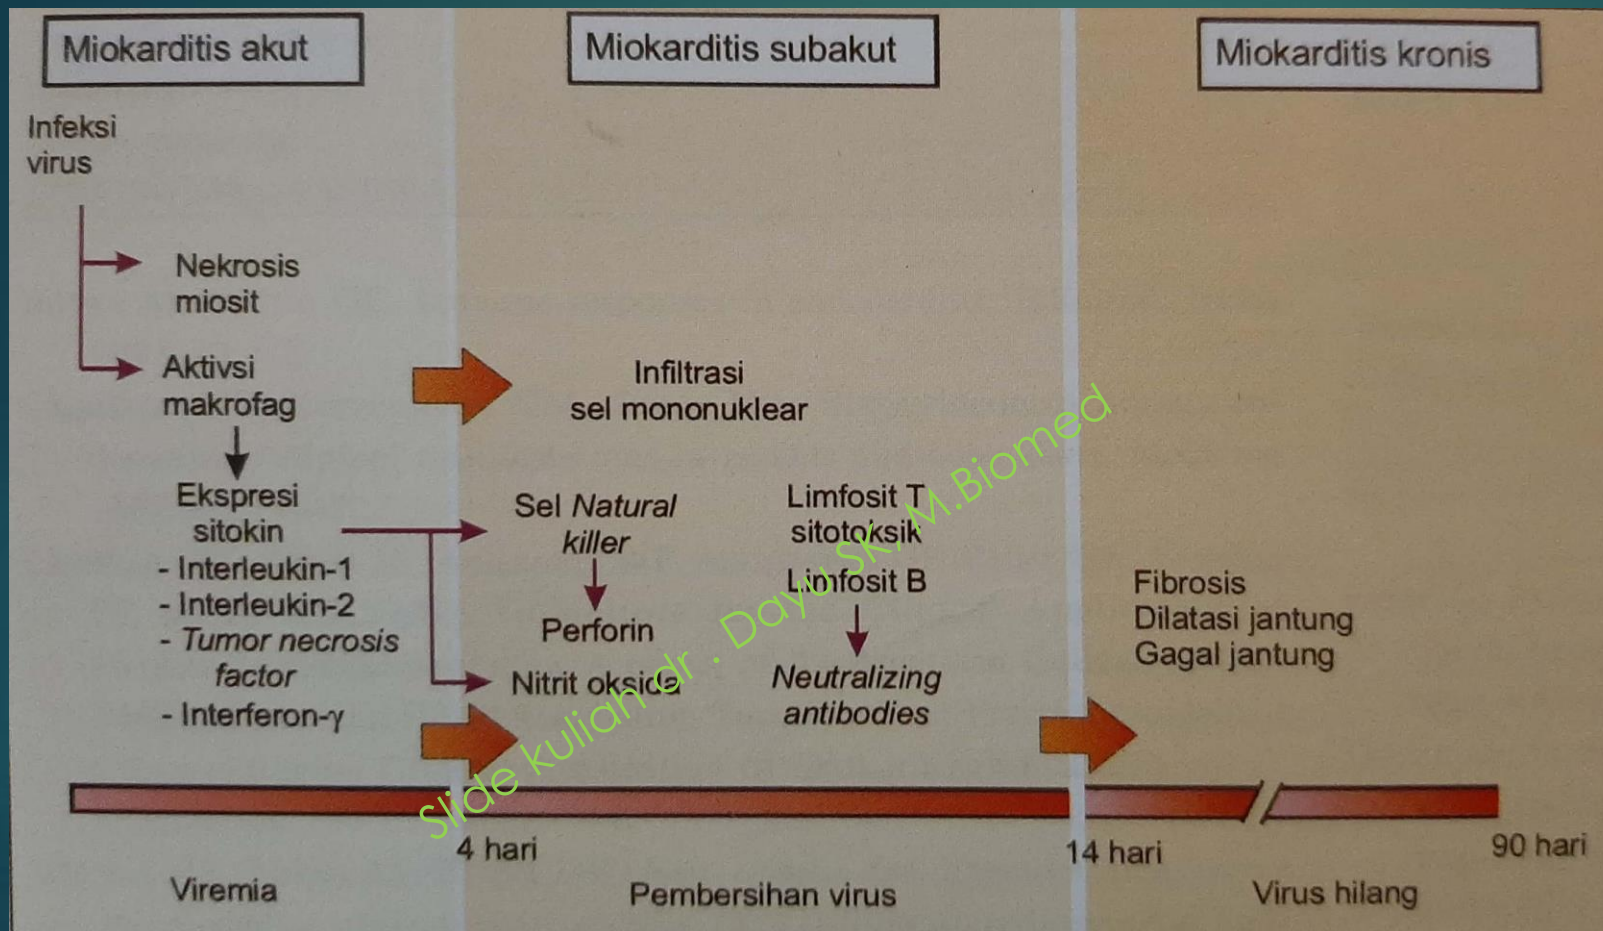 Miokarditis akut
Infeksi
virus
Nekrosis
miosit
Aktivsi
makrofag
Ekspresi
sitokin
- Interleukin-1
- Interleukin-2
- Tumor necrosis
factor
- Interferon-γ
Miokarditis subakut
Infiltrasi
sel mononuklear
Sel Natural
killer
Perforin
Nitrit oksida
Limfosit T
sitotoksik
Limfosit B
Neutralizing
antibodies
Miokarditis kronis
Fibrosis
Dilatasi jantung
Gagal jantung
4 hari
14 hari
90 hari
Viremia
Pembersihan virus
Virus hilang
Slide kuliah dr . Dayu SK, M.Biomed